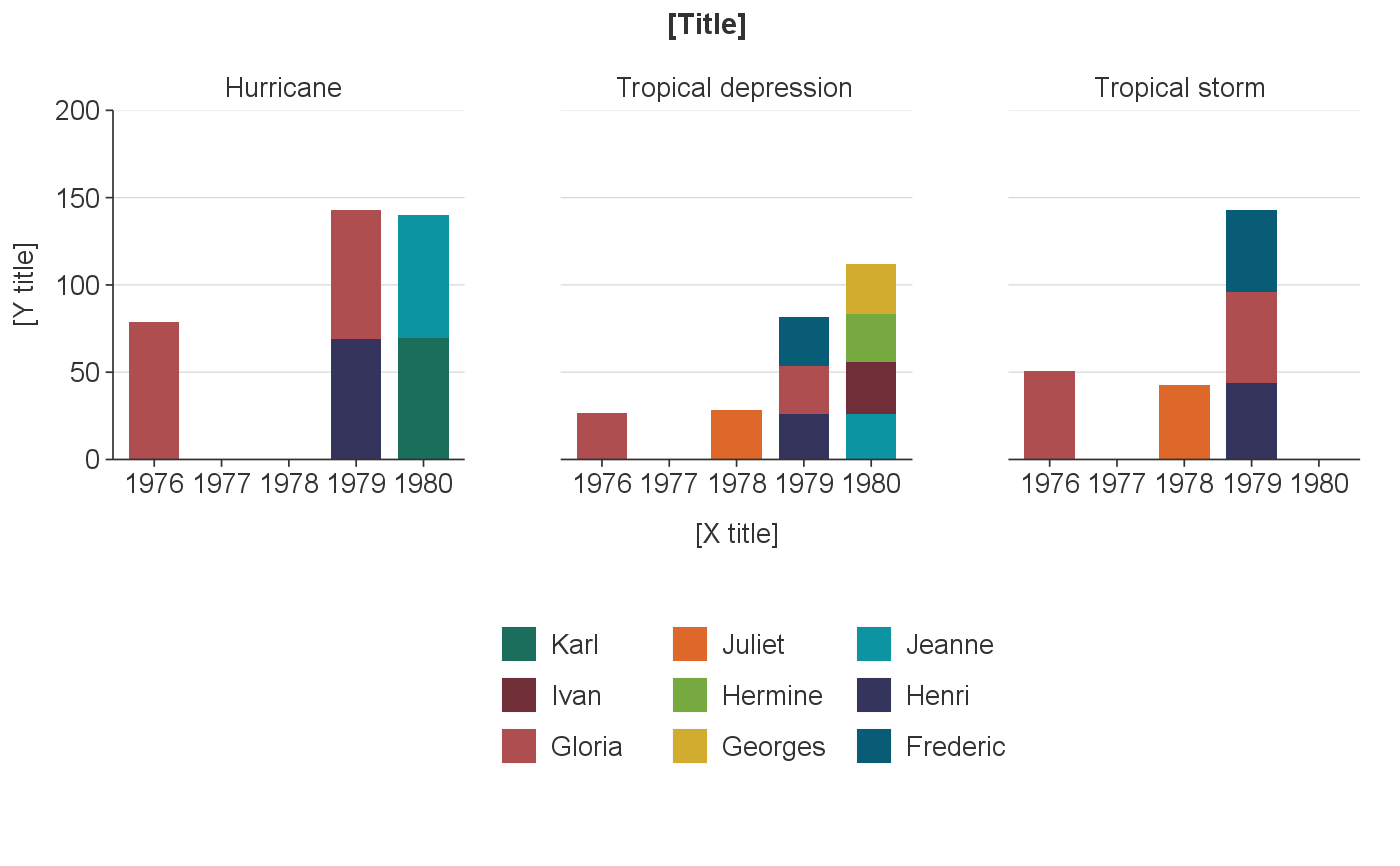 [Title]
Hurricane
Tropical depression
Tropical storm
[Y title]
200
150
100
50
0
1976 1977 1978 1979 1980
1976 1977 1978 1979 1980
1976 1977 1978 1979 1980
[X title]
Karl Juliet Jeanne
Ivan Hermine Henri
Gloria Georges Frederic